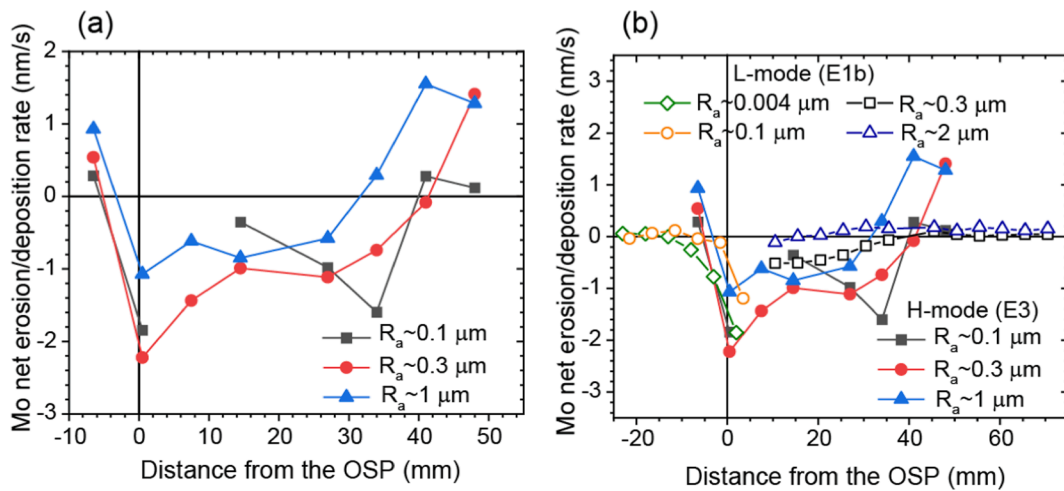 (a)
Mo net erosion/deposition rate (nm/s)
2
1
0
-1
-2
-3
-10
0
10
20
30
40
50
Rₐ~0.1 μm
Rₐ~0.3 μm
Rₐ~1 μm
Distance from the OSP (mm)
(b)
Mo net erosion/deposition rate (nm/s)
3
2
1
0
-1
-2
-3
-20
0
20
40
60
L-mode (E1b)
Rₐ~0.004 μm
Rₐ~0.3 μm
Rₐ~0.1 μm
Rₐ~2 μm
H-mode (E3)
Rₐ~0.1 μm
Rₐ~0.3 μm
Rₐ~1 μm
Distance from the OSP (mm)